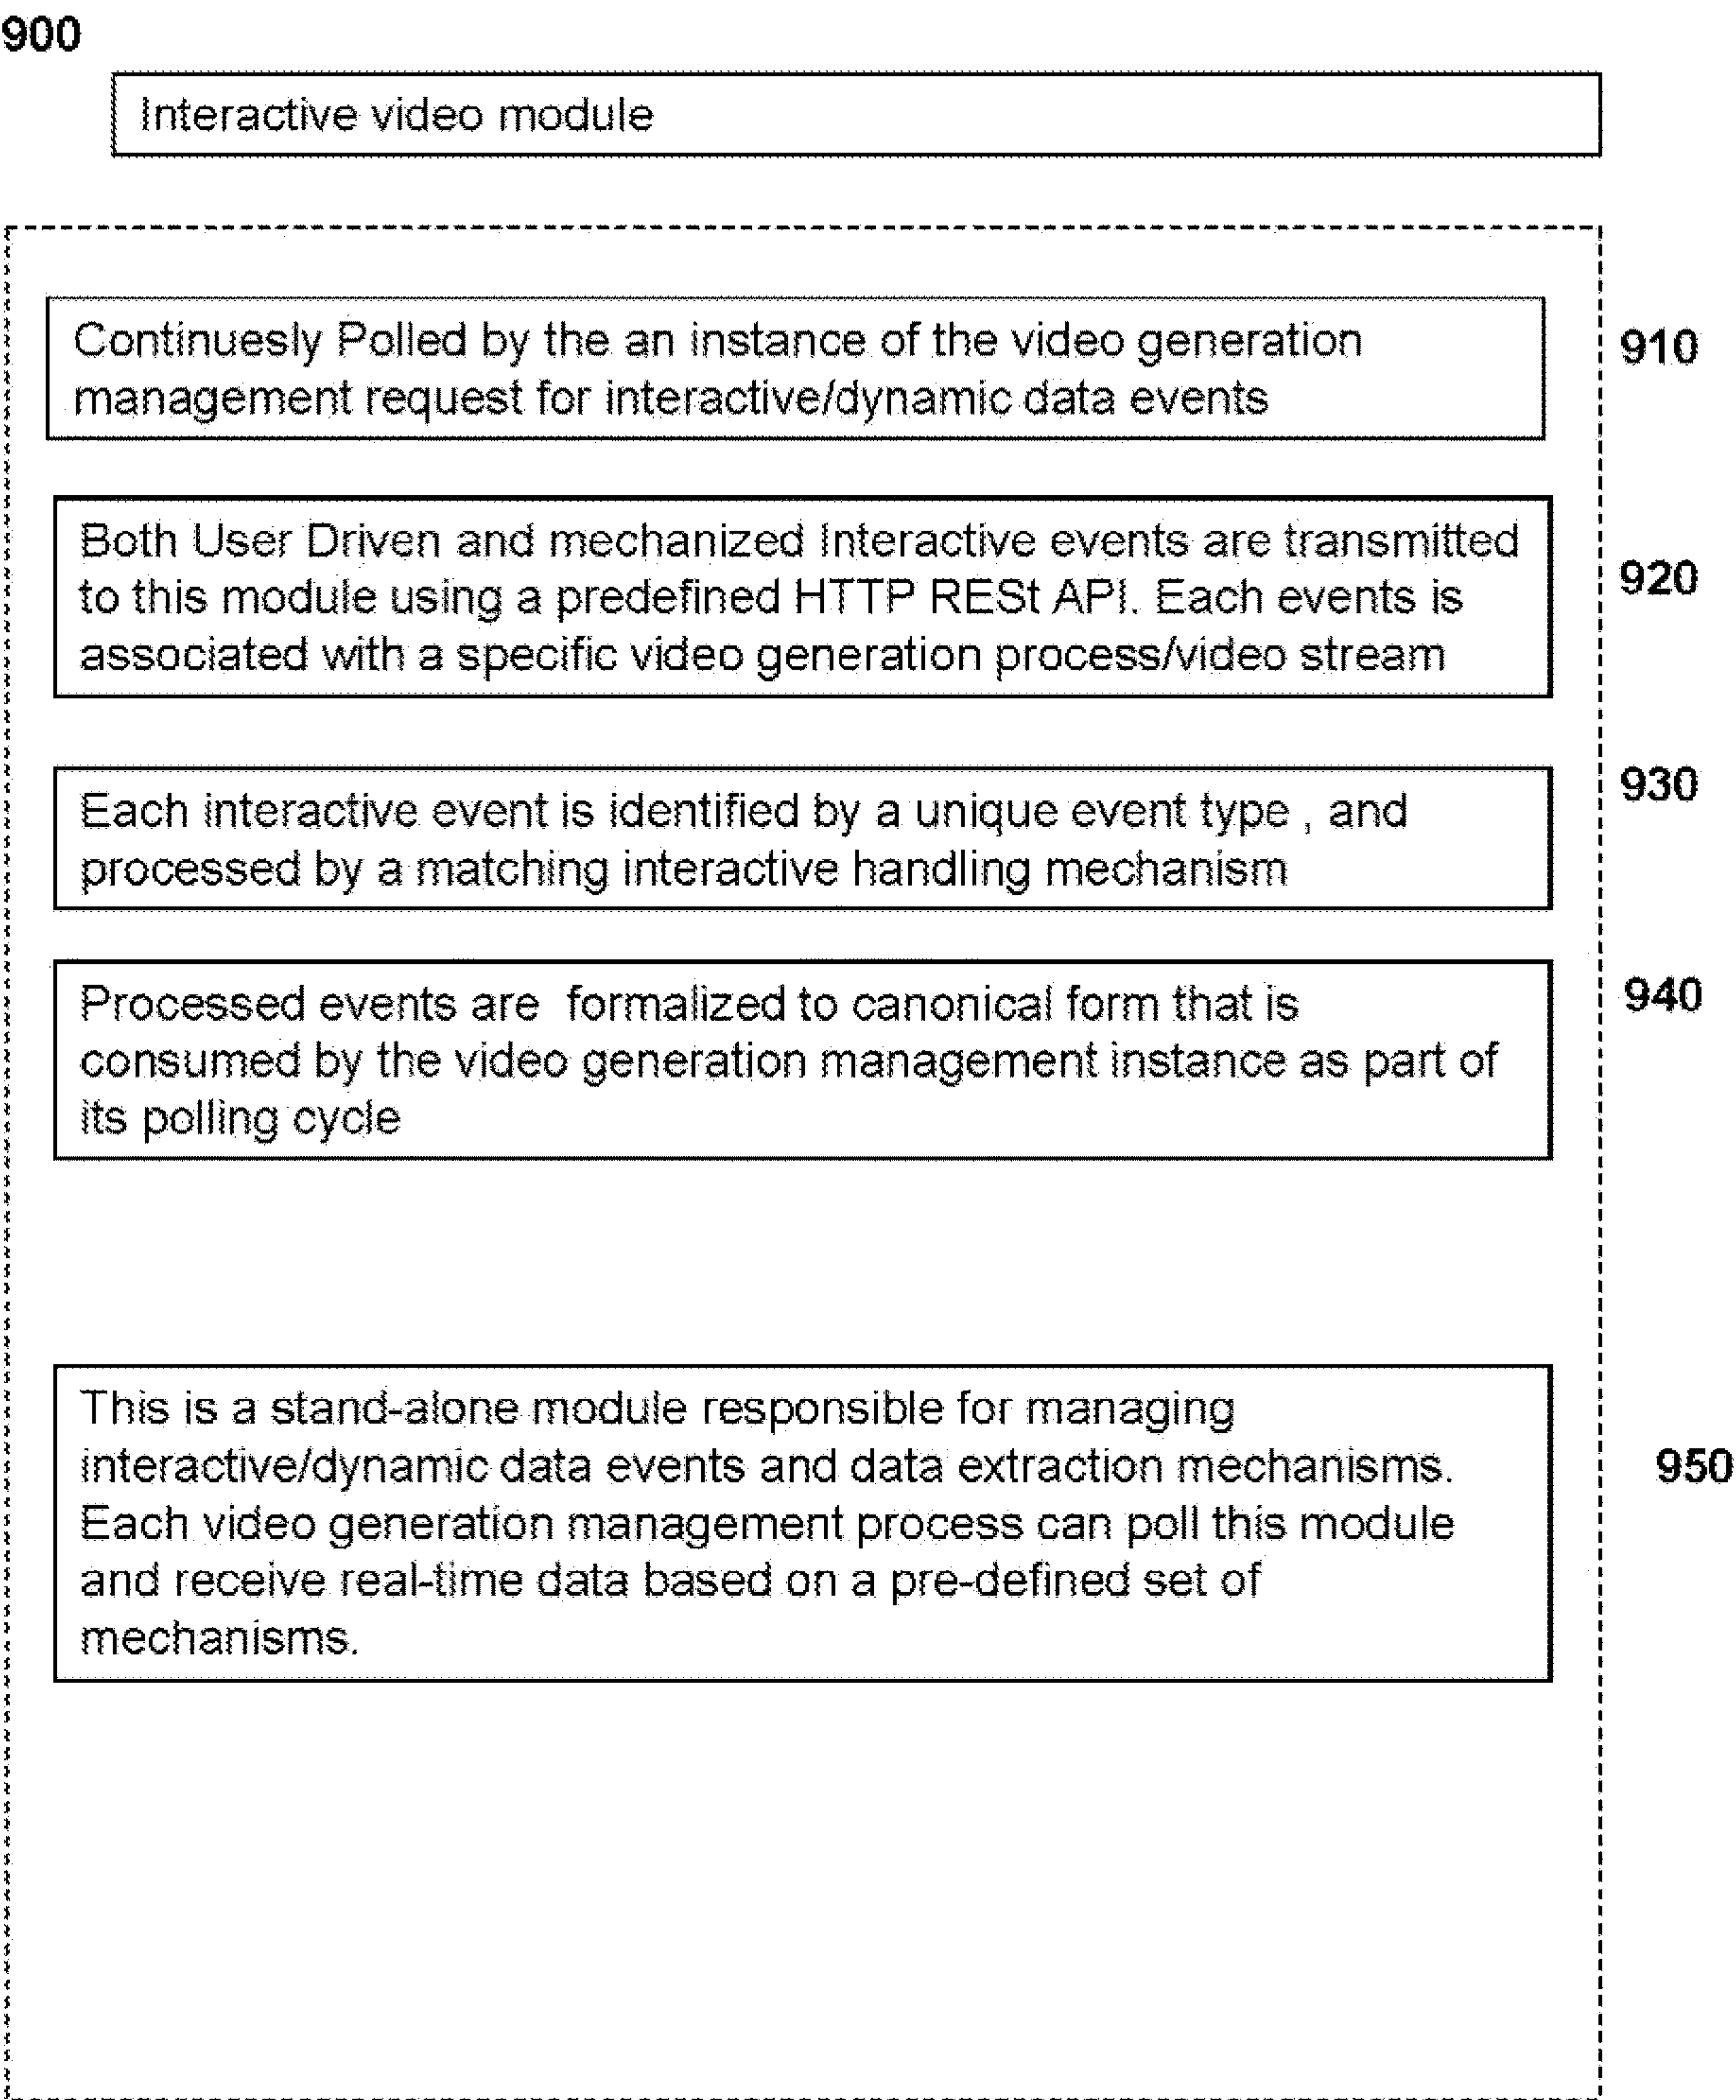 900
Interactive video module
Continuesly Polled by the an instance of the video generation
management request for interactive/dynamic data events
910
Both User Driven and mechanized Interactive events are transmitted
to this module using a predefined HTTP RESt API. Each events is
associated with a specific video generation process/video stream
920
Each interactive event is identified by a unique event type , and
processed by a matching interactive handling mechanism
930
Processed events are formalized to canonical form that is
consumed by the video generation management instance as part of
its polling cycle
940
This is a stand-alone module responsible for managing
interactive/dynamic data events and data extraction mechanisms.
Each video generation management process can poll this module
and receive real-time data based on a pre-defined set of
mechanisms.
950